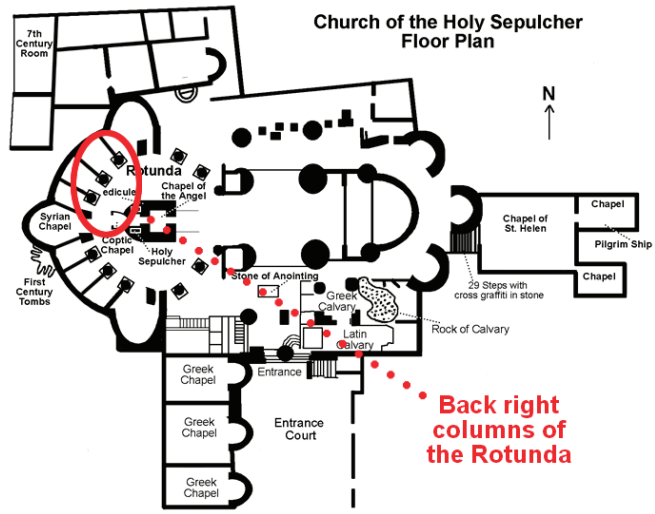 Church of the Holy Sepulcher
Floor Plan
7th
Century
Room
N
Rotunda
Chapel of
the Angel
edicule
Syrian
Chapel
Coptic
Chapel
Holy
Sepulcher
First
Century
Tombs
Stone of Anointing
Greek
Calvary
Latin
Calvary
Rock of Calvary
Chapel of
St. Helen
Chapel
Pilgrim Ship
Chapel
29 Steps with
cross graffiti in stone
Greek
Chapel
Entrance
Greek
Chapel
Entrance
Court
Greek
Chapel
Back right
columns of
the Rotunda